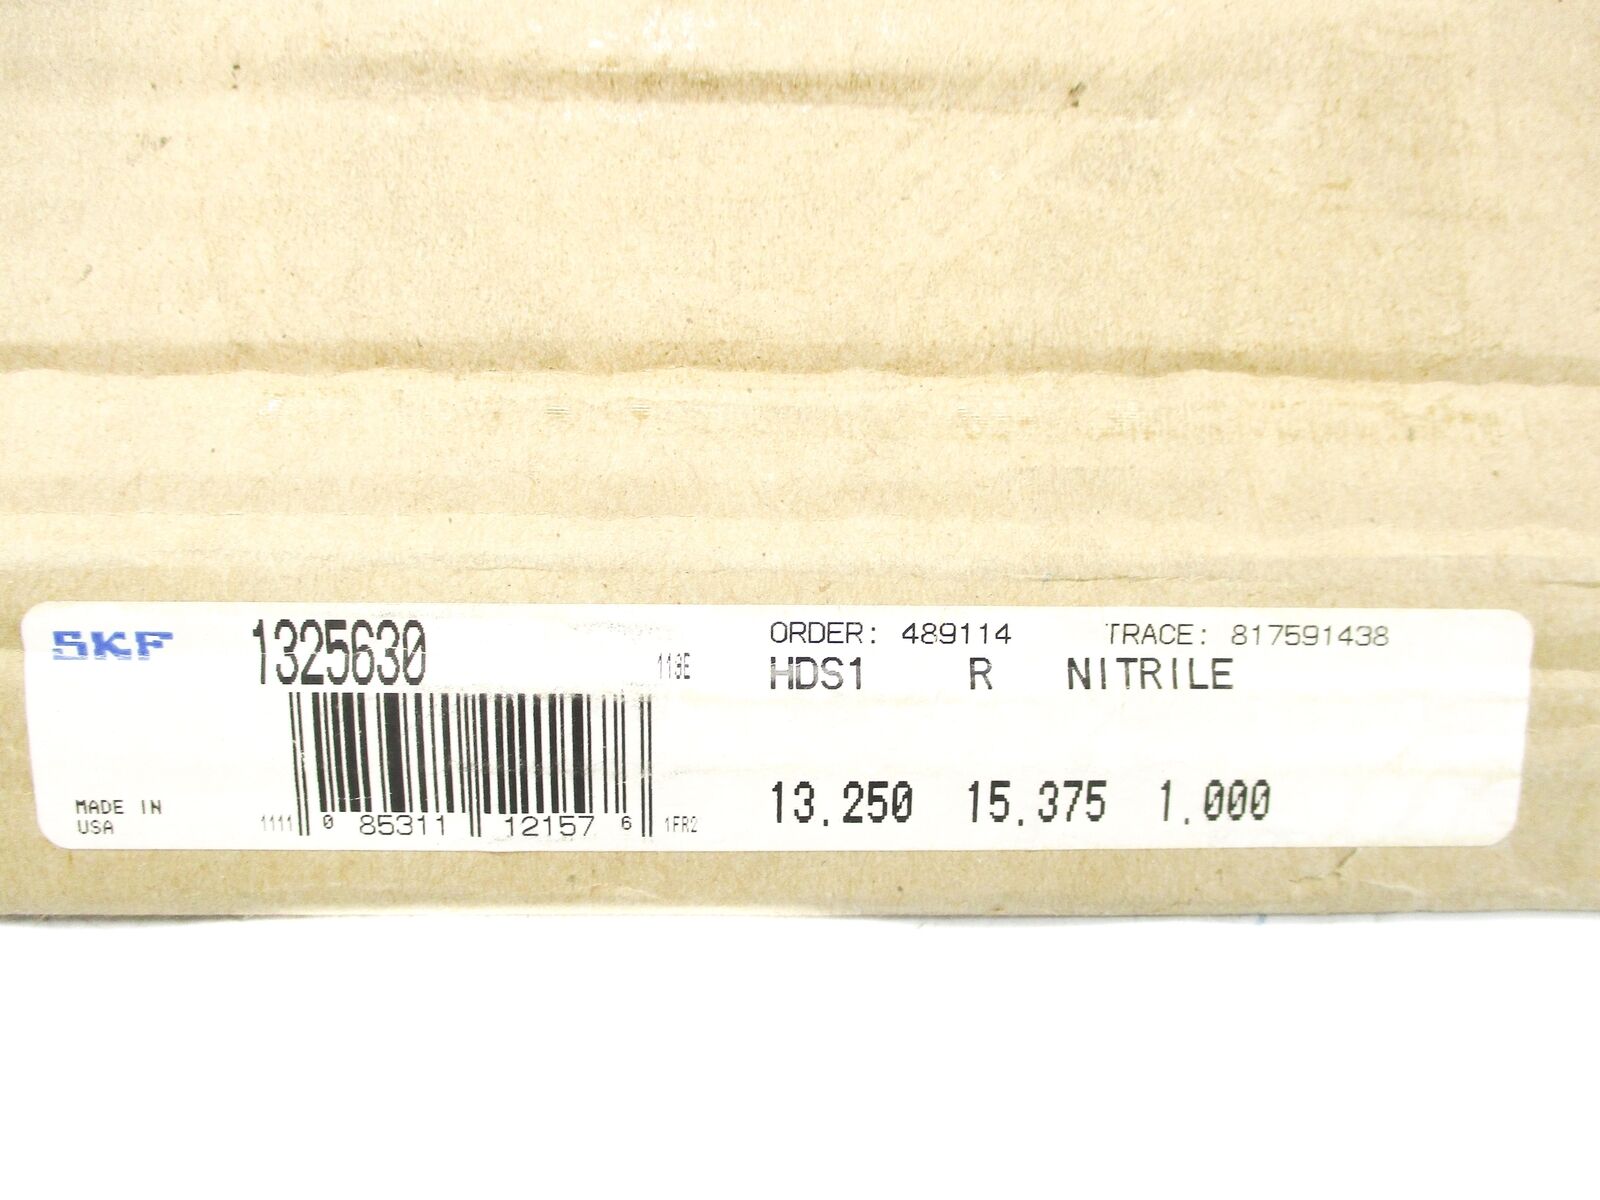 SKF 1325630 ORDER: 489114 TRACE: 817591438
HDS1 R NITRILE
13.250 15.375 1.000
MADE IN
USA
1111 0 85311 12157 6 1FR2